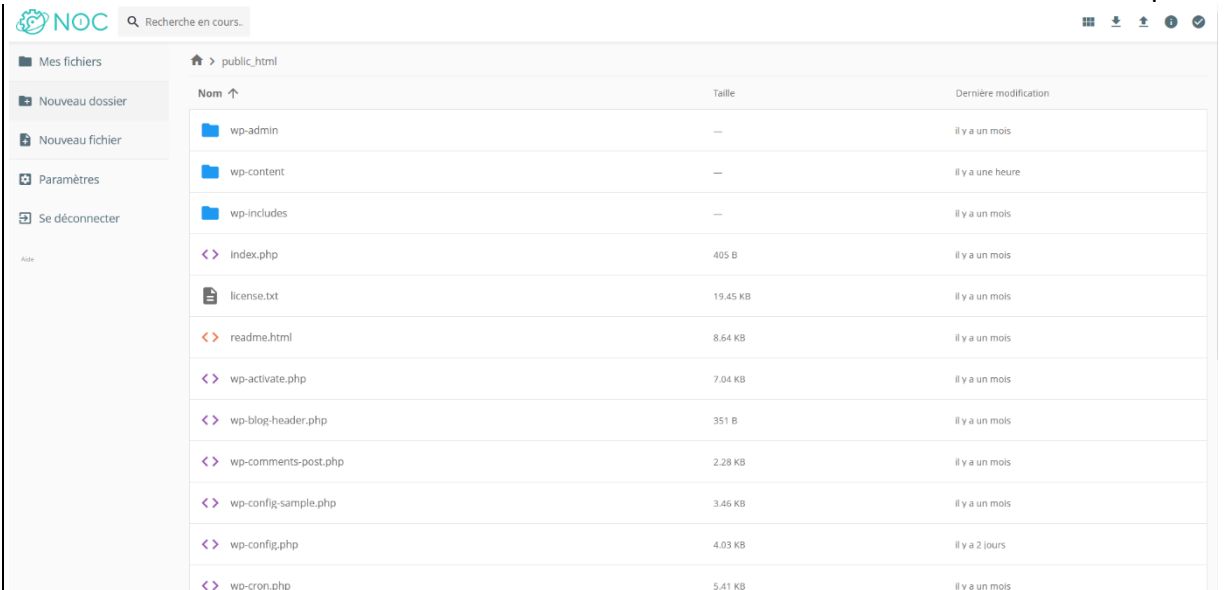 NOC
Recherche en cours..
Mes fichiers
Nouveau dossier
Nouveau fichier
Paramètres
Se déconnecter
Aide
> public_html
Nom Taille Dernière modification
wp-admin — il y a un mois
wp-content — il y a une heure
wp-includes — il y a un mois
index.php 405 B il y a un mois
license.txt 19.45 KB il y a un mois
readme.html 8.64 KB il y a un mois
wp-activate.php 7.04 KB il y a un mois
wp-blog-header.php 351 B il y a un mois
wp-comments-post.php 2.28 KB il y a un mois
wp-config-sample.php 3.46 KB il y a un mois
wp-config.php 4.03 KB il y a 2 jours
wp-cron.php 5.41 KB il y a un mois